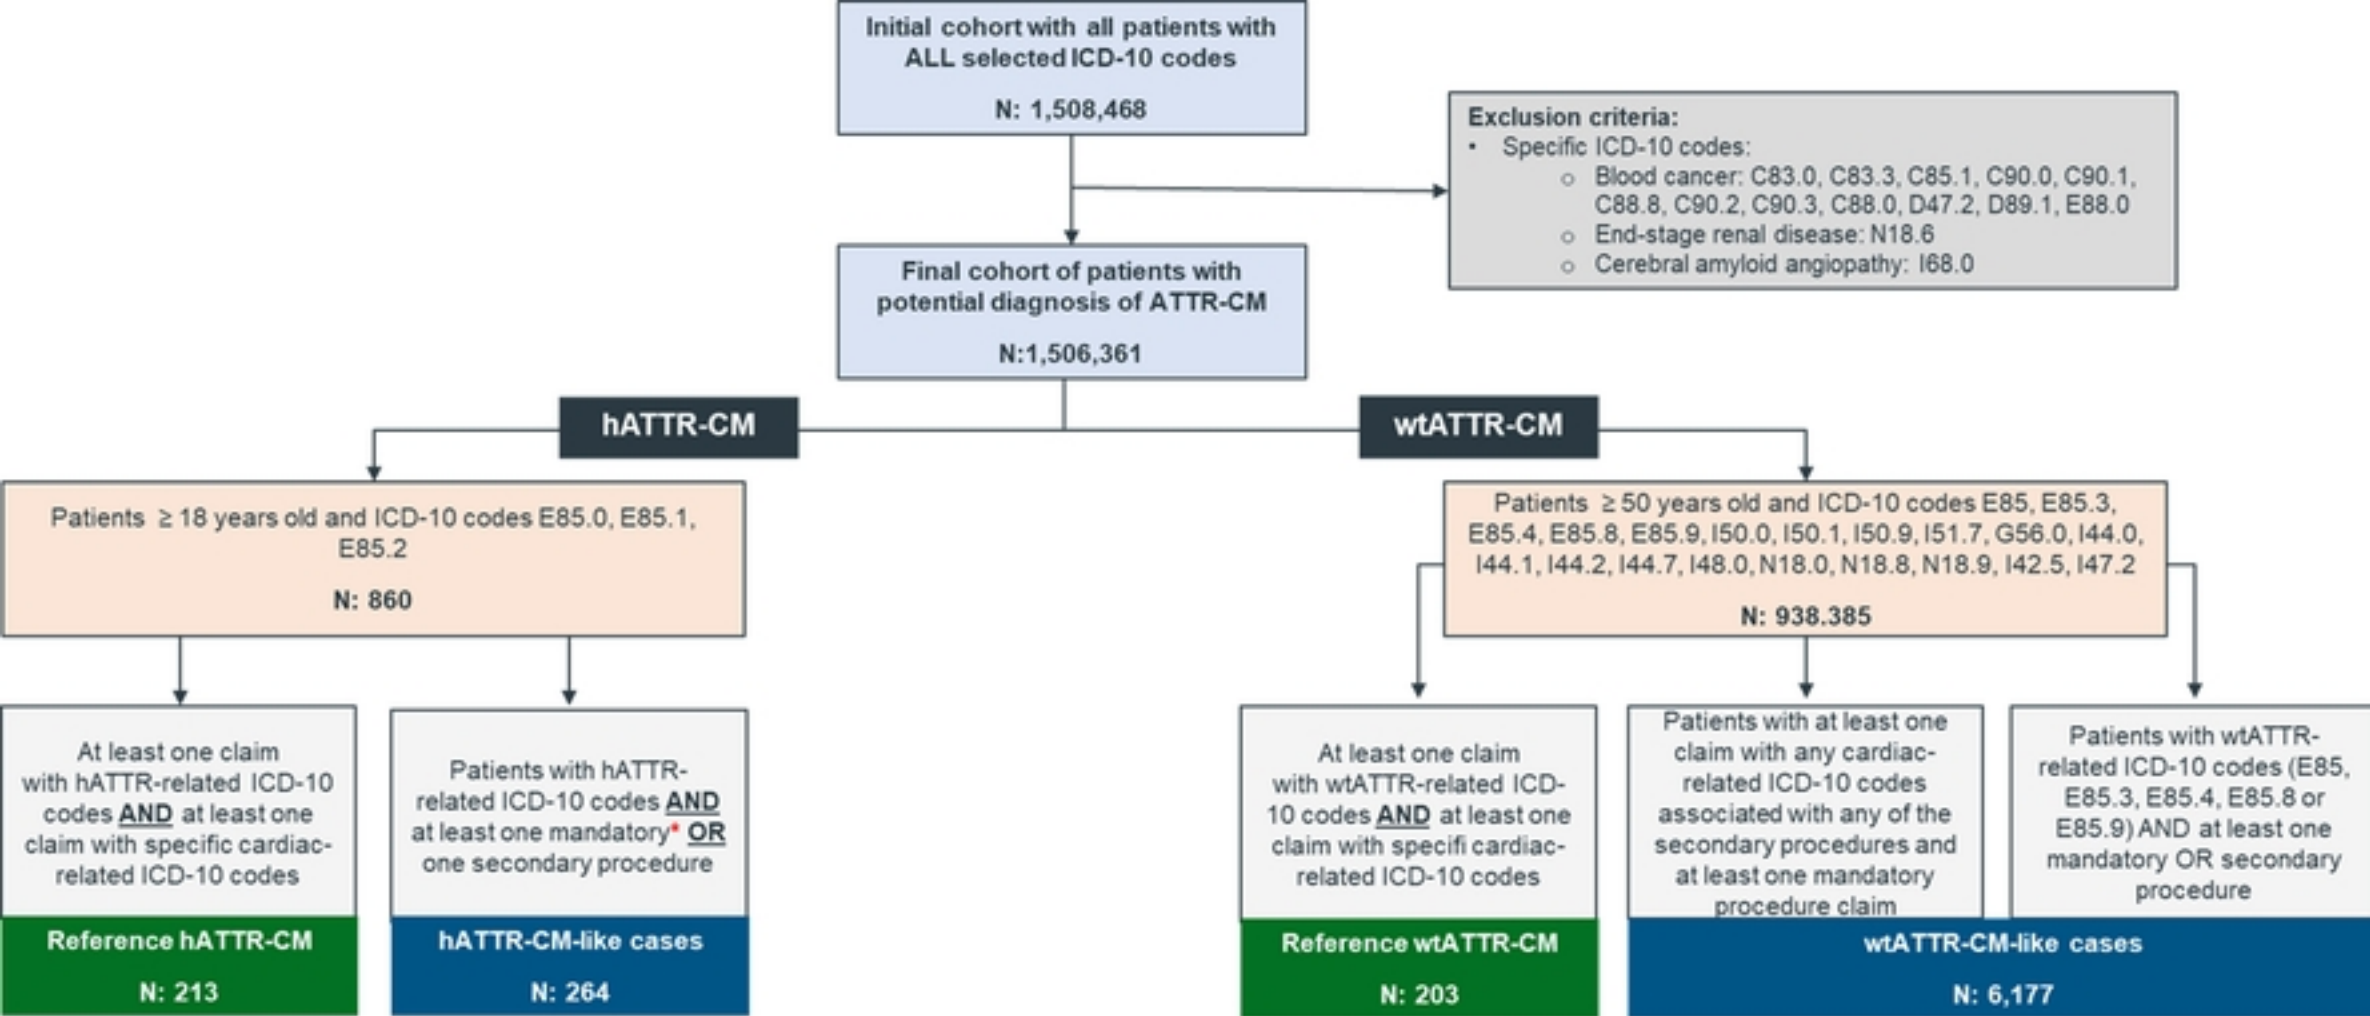 Initial cohort with all patients with
ALL selected ICD-10 codes
N: 1,508,468
Exclusion criteria:
• Specific ICD-10 codes:
o Blood cancer: C83.0, C83.3, C85.1, C90.0, C90.1,
C88.8, C90.2, C90.3, C88.0, D47.2, D89.1, E88.0
o End-stage renal disease: N18.6
o Cerebral amyloid angiopathy: I68.0
Final cohort of patients with
potential diagnosis of ATTR-CM
N:1,506,361
hATTR-CM
wtATTR-CM
Patients ≥ 18 years old and ICD-10 codes E85.0, E85.1,
E85.2
N: 860
Patients ≥ 50 years old and ICD-10 codes E85, E85.3,
E85.4, E85.8, E85.9, I50.0, I50.1, I50.9, I51.7, G56.0, I44.0,
I44.1, I44.2, I44.7, I48.0, N18.0, N18.8, N18.9, I42.5, I47.2
N: 938.385
At least one claim
with hATTR-related ICD-10
codes AND at least one
claim with specific cardiac-
related ICD-10 codes
Reference hATTR-CM
N: 213
Patients with hATTR-
related ICD-10 codes AND
at least one mandatory* OR
one secondary procedure
hATTR-CM-like cases
N: 264
At least one claim
with wtATTR-related ICD-
10 codes AND at least one
claim with specifi cardiac-
related ICD-10 codes
Reference wtATTR-CM
N: 203
Patients with at least one
claim with any cardiac-
related ICD-10 codes
associated with any of the
secondary procedures and
at least one mandatory
procedure claim
Patients with wtATTR-
related ICD-10 codes (E85,
E85.3, E85.4, E85.8 or
E85.9) AND at least one
mandatory OR secondary
procedure
wtATTR-CM-like cases
N: 6,177